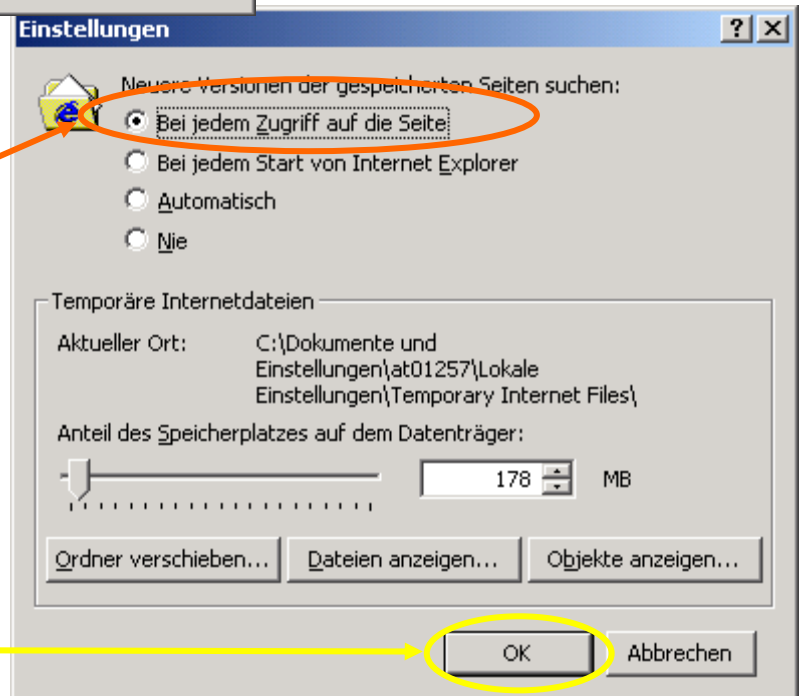 Einstellungen
Neuere Versionen der gespeicherten Seiten suchen:
Bei jedem Zugriff auf die Seite
Bei jedem Start von Internet Explorer
Automatisch
Nie
Temporäre Internetdateien
Aktueller Ort: C:\Dokumente und
Einstellungen\at01257\Lokale
Einstellungen\Temporary Internet Files\
Anteil des Speicherplatzes auf dem Datenträger:
178 MB
Ordner verschieben... Dateien anzeigen... Objekte anzeigen...
OK Abbrechen